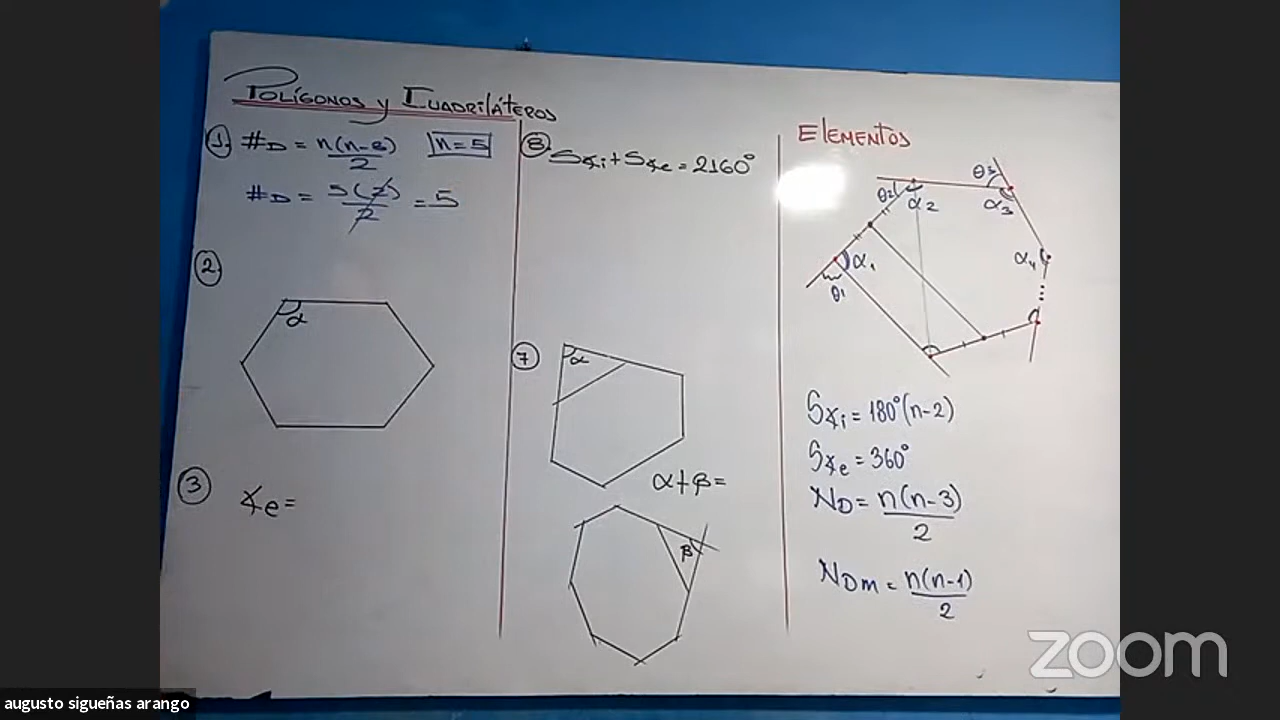 POLÍGONOS y CUADRILÁTEROS
1. #D = n(n-3)/2 n=5
#D = 5(2)/2 = 5
2.
α
3 ∢e =
8 S∢i + S∢e = 2160°
7
α
α+β=
β
ELEMENTOS
θ3
θ2
α2
α3
α1
α4
θ1
S∢i = 180°(n-2)
S∢e = 360°
ND = n(n-3)/2
NDm = n(n-1)/2
zoom
augusto sigueñas arango